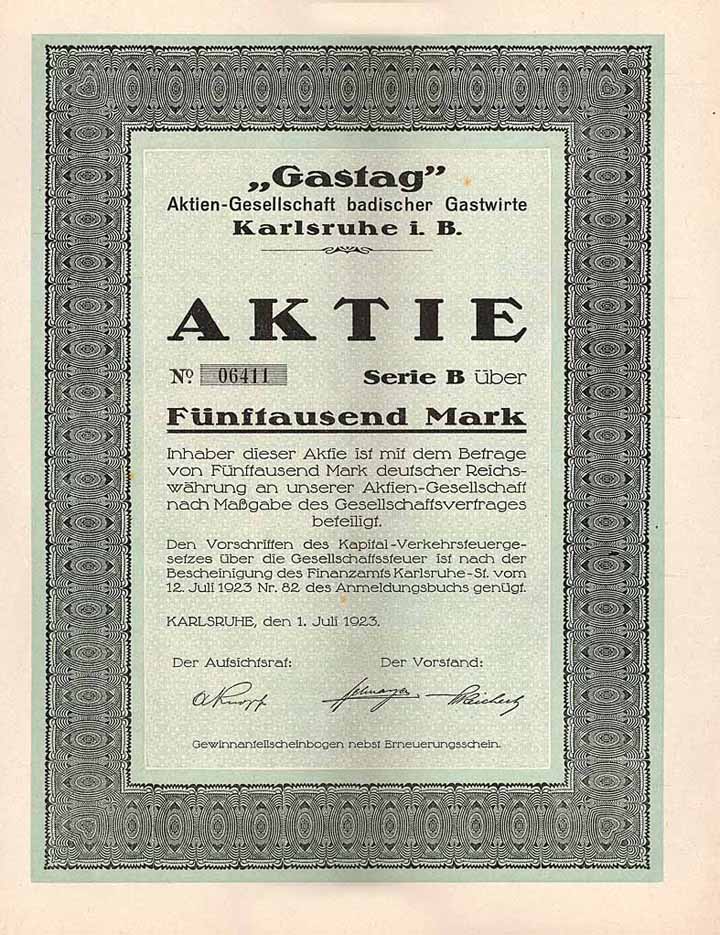 „Gastag”
Aktien-Gesellschaft badischer Gastwirte
Karlsruhe i. B.
AKTIE
No. 06411 Serie B über
Fünftausend Mark
Inhaber dieser Aktie ist mit dem Betrage
von Fünftausend Mark deutscher Reichs-
währung an unserer Aktien-Gesellschaft
nach Maßgabe des Gesellschaftsvertrages
beteiligt.
Den Vorschriften des Kapital-Verkehrsteuerge-
setzes über die Gesellschaftssteuer ist nach der
Bescheinigung des Finanzamts Karlsruhe-St. vom
12. Juli 1923 Nr. 82 des Anmeldungsbuchs genügt.
KARLSRUHE, den 1. Juli 1923.
Der Aufsichtsrat: Der Vorstand:
A Knopf Reichert
Gewinnanteilscheinbogen nebst Erneuerungsschein.